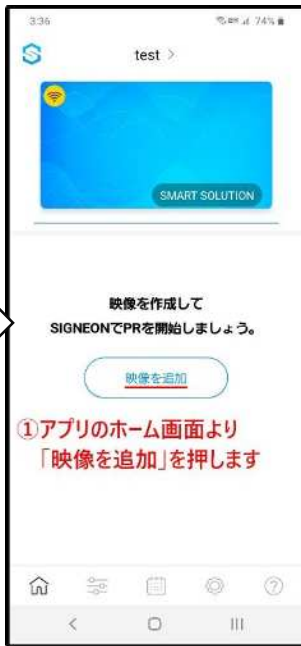 3:36
74%
test >
SMART SOLUTION
映像を作成して
SIGNEONでPRを開始しましょう。
映像を追加
①アプリのホーム画面より
「映像を追加」を押します